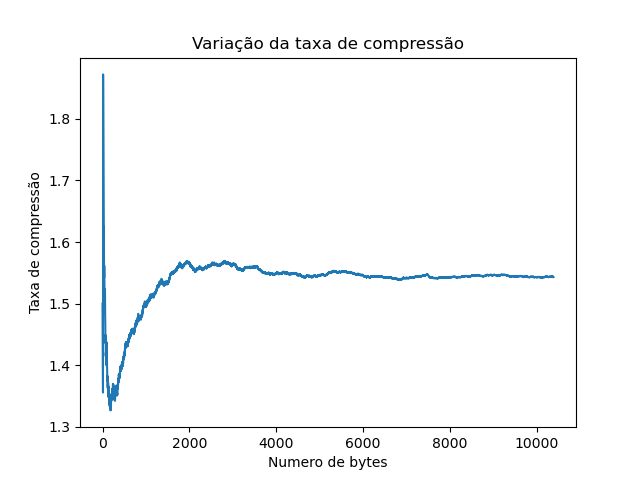 Variação da taxa de compressão
Taxa de compressão
1.8
1.7
1.6
1.5
1.4
1.3
0 2000 4000 6000 8000 10000
Numero de bytes